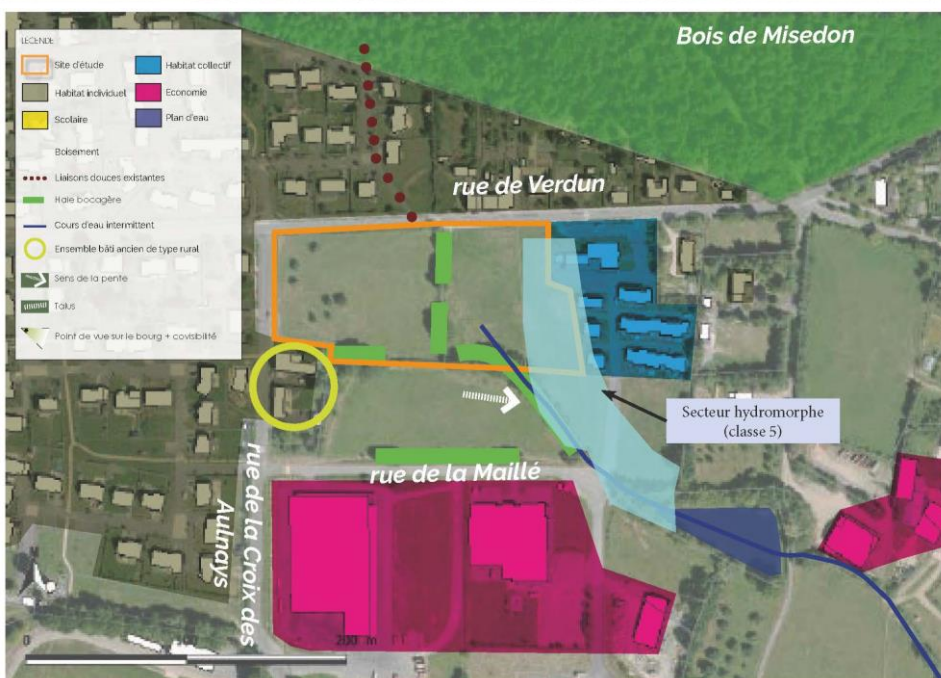 Bois de Misedon
LEGENDE
Site d'étude
Habitat collectif
Habitat individuel
Economie
Scolaire
Plan d'eau
Boisement
Liaisons douces existantes
Haie bocagère
Cours d'eau intermittent
Ensemble bâti ancien de type rural
Sens de la pente
Talus
Point de vue sur le bourg + covisibilité
rue de Verdun
Secteur hydromorphe
(classe 5)
rue de la Maillé
rue de la Croix des
Aulnays
0 100 200 m